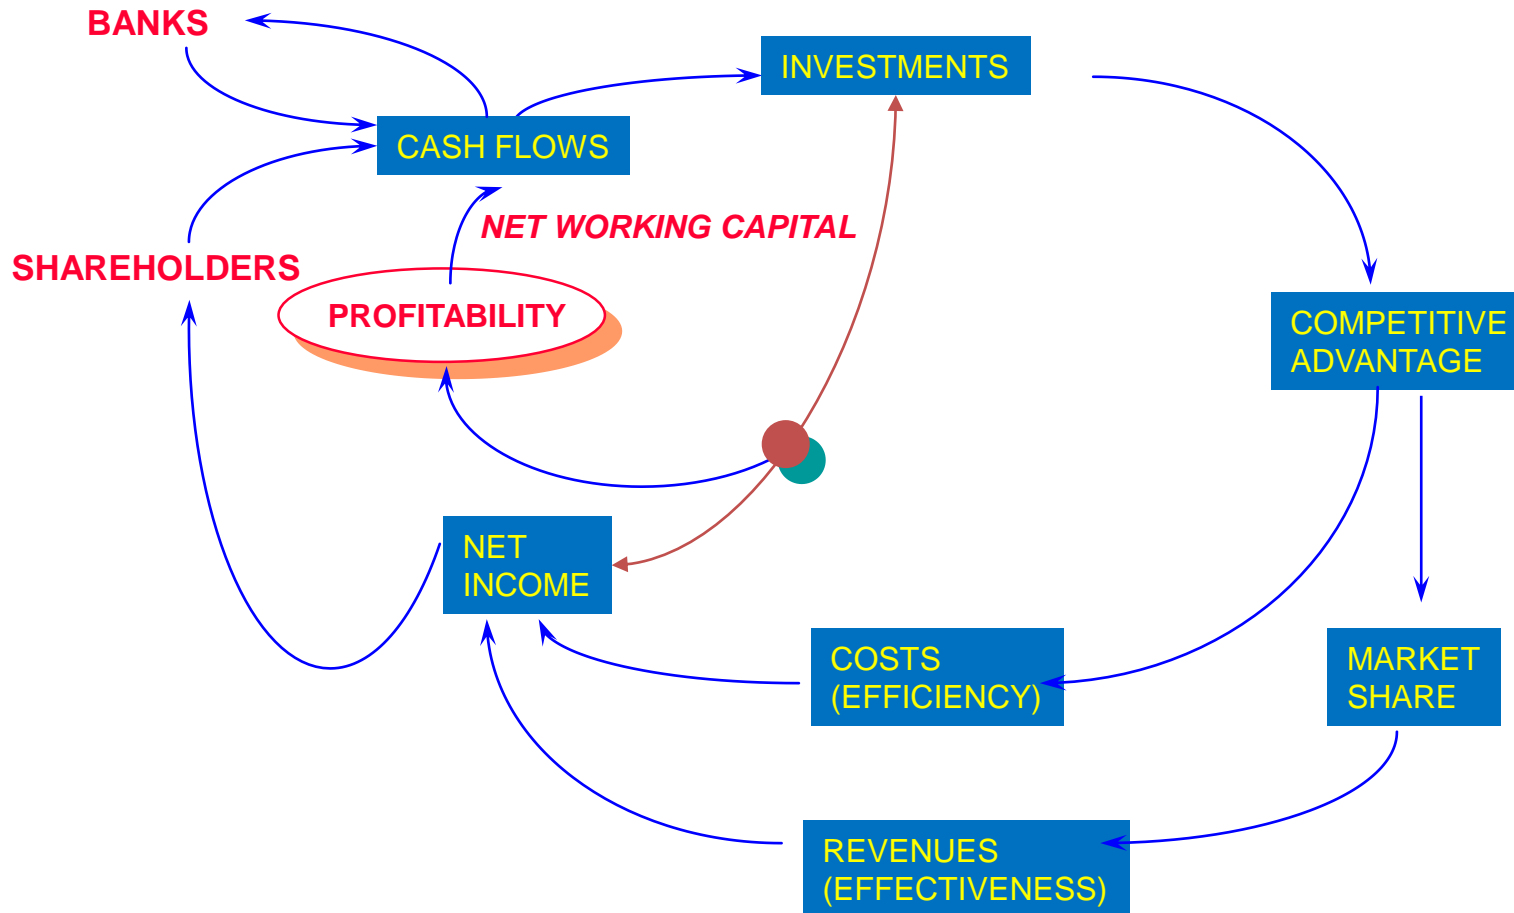 BANKS
INVESTMENTS
CASH FLOWS
NET WORKING CAPITAL
SHAREHOLDERS
PROFITABILITY
COMPETITIVE
ADVANTAGE
NET
INCOME
COSTS
(EFFICIENCY)
MARKET
SHARE
REVENUES
(EFFECTIVENESS)